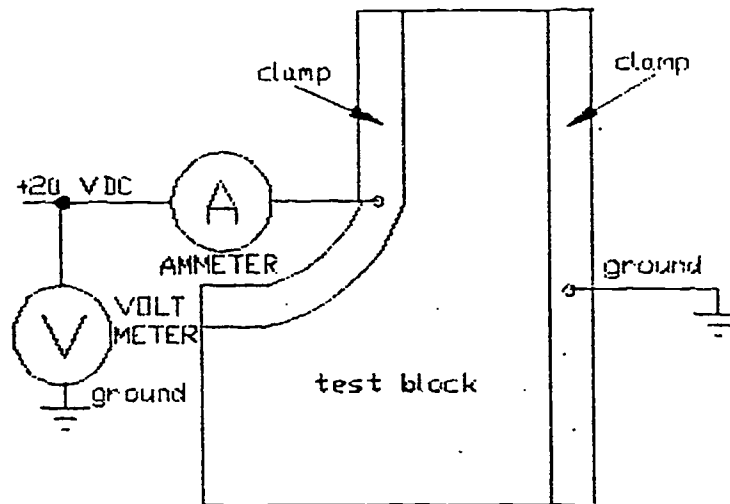 clamp
clamp
+20 VDC
A
AMMETER
ground
VOLT
METER
V
ground
test block